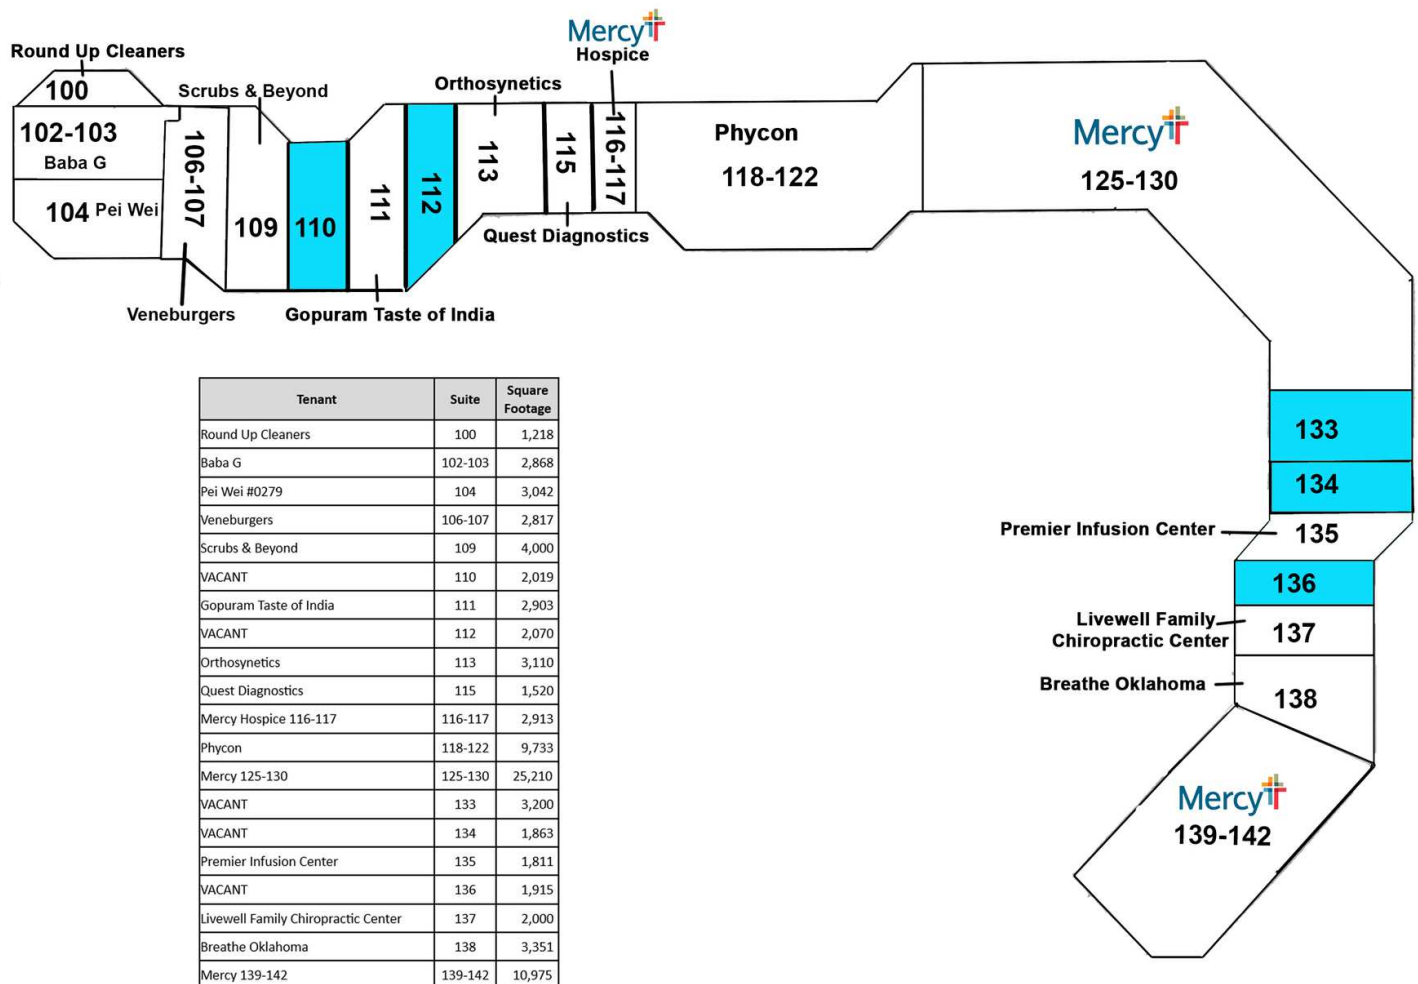 Mercy
Hospice
Round Up Cleaners
100
Scrubs & Beyond
Orthosynetics
102-103
Baba G
104 Pei Wei
106-107
109
110
111
112
113
115
116-117
Phycon
118-122
Mercy
125-130
Quest Diagnostics
Veneburgers
Gopuram Taste of India
133
134
Premier Infusion Center
135
136
Livewell Family
Chiropractic Center
137
Breathe Oklahoma
138
Mercy
139-142
Tenant Suite Square Footage
Round Up Cleaners 100 1,218
Baba G 102-103 2,868
Pei Wei #0279 104 3,042
Veneburgers 106-107 2,817
Scrubs & Beyond 109 4,000
VACANT 110 2,019
Gopuram Taste of India 111 2,903
VACANT 112 2,070
Orthosynetics 113 3,110
Quest Diagnostics 115 1,520
Mercy Hospice 116-117 116-117 2,913
Phycon 118-122 9,733
Mercy 125-130 125-130 25,210
VACANT 133 3,200
VACANT 134 1,863
Premier Infusion Center 135 1,811
VACANT 136 1,915
Livewell Family Chiropractic Center 137 2,000
Breathe Oklahoma 138 3,351
Mercy 139-142 139-142 10,975